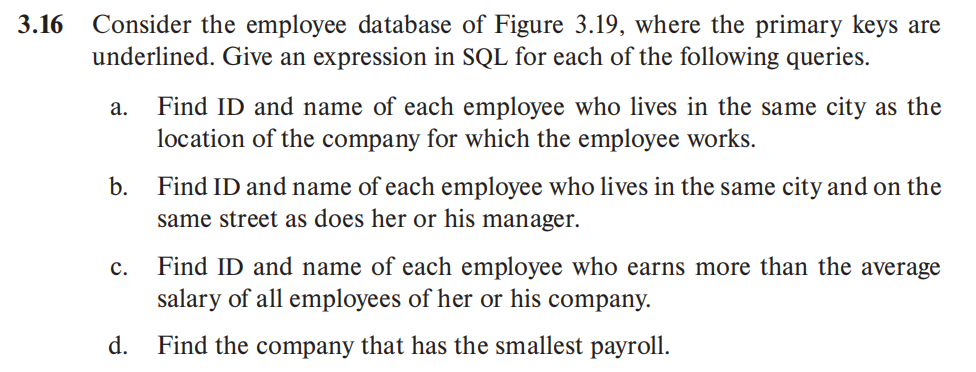 3.16 Consider the employee database of Figure 3.19, where the primary keys are
underlined. Give an expression in SQL for each of the following queries.
a. Find ID and name of each employee who lives in the same city as the
location of the company for which the employee works.
b. Find ID and name of each employee who lives in the same city and on the
same street as does her or his manager.
c. Find ID and name of each employee who earns more than the average
salary of all employees of her or his company.
d. Find the company that has the smallest payroll.